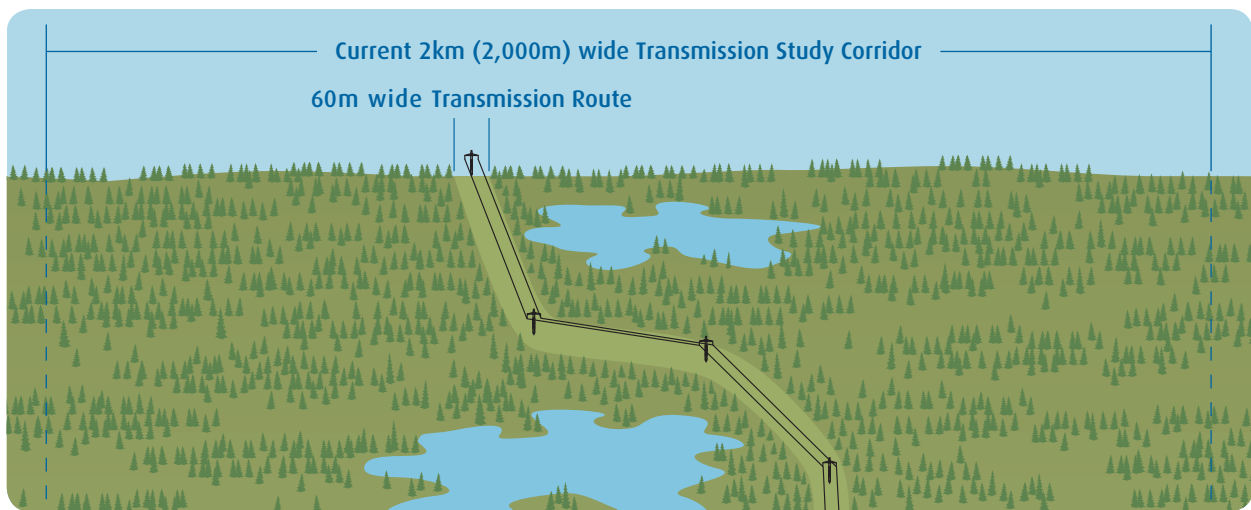 Current 2km (2,000m) wide Transmission Study Corridor
60m wide Transmission Route